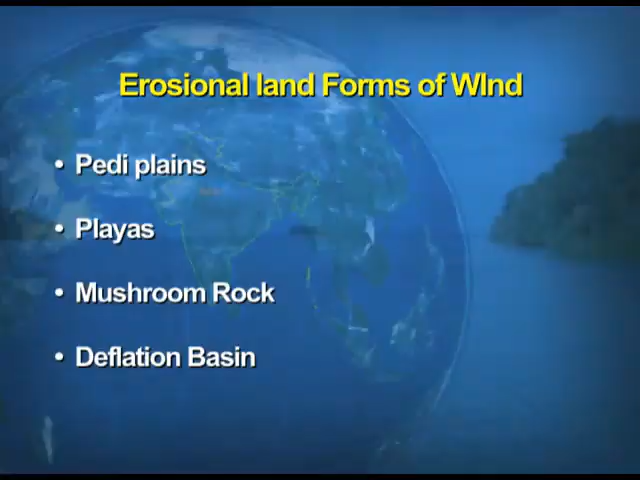 Erosional land Forms of WInd
• Pedi plains
• Playas
• Mushroom Rock
• Deflation Basin